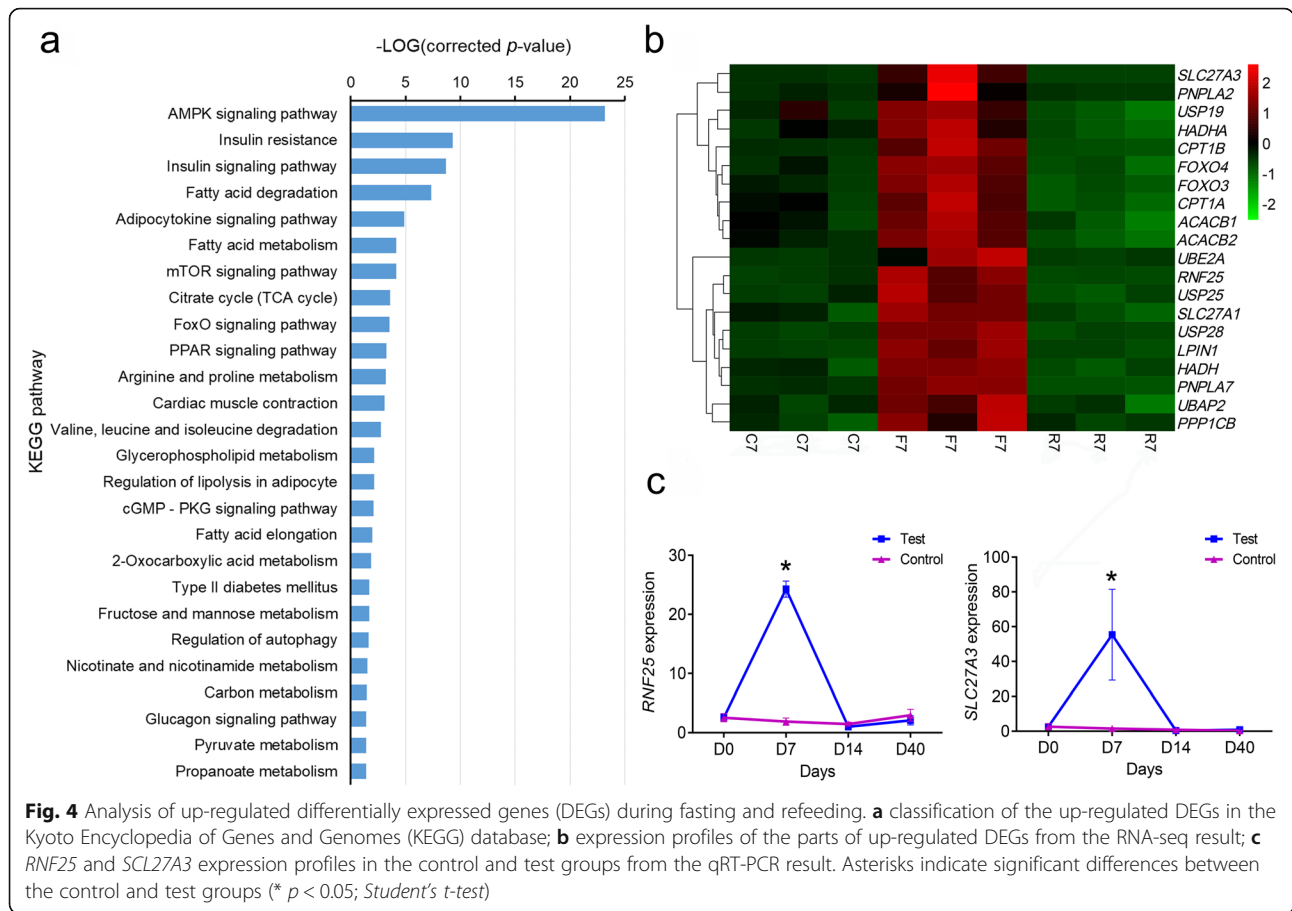 a
-LOG(corrected p-value)
0 5 10 15 20 25
KEGG pathway
AMPK signaling pathway
Insulin resistance
Insulin signaling pathway
Fatty acid degradation
Adipocytokine signaling pathway
Fatty acid metabolism
mTOR signaling pathway
Citrate cycle (TCA cycle)
FoxO signaling pathway
PPAR signaling pathway
Arginine and proline metabolism
Cardiac muscle contraction
Valine, leucine and isoleucine degradation
Glycerophospholipid metabolism
Regulation of lipolysis in adipocyte
cGMP - PKG signaling pathway
Fatty acid elongation
2-Oxocarboxylic acid metabolism
Type II diabetes mellitus
Fructose and mannose metabolism
Regulation of autophagy
Nicotinate and nicotinamide metabolism
Carbon metabolism
Glucagon signaling pathway
Pyruvate metabolism
Propanoate metabolism
b
SLC27A3
PNPLA2
USP19
HADHA
CPT1B
FOXO4
FOXO3
CPT1A
ACACB1
ACACB2
UBE2A
RNF25
USP25
SLC27A1
USP28
LPIN1
HADH
PNPLA7
UBAP2
PPP1CB
C7 C7 C7 F7 F7 F7 R7 R7 R7
2
1
0
-1
-2
c
Test
Control
RNF25 expression
30
20
10
0
*
D0 D7 D14 D40
Days
Test
Control
SLC27A3 expression
100
80
60
40
20
0
*
D0 D7 D14 D40
Days
Fig. 4 Analysis of up-regulated differentially expressed genes (DEGs) during fasting and refeeding. a classification of the up-regulated DEGs in the
Kyoto Encyclopedia of Genes and Genomes (KEGG) database; b expression profiles of the parts of up-regulated DEGs from the RNA-seq result; c
RNF25 and SCL27A3 expression profiles in the control and test groups from the qRT-PCR result. Asterisks indicate significant differences between
the control and test groups (* p < 0.05; Student's t-test)